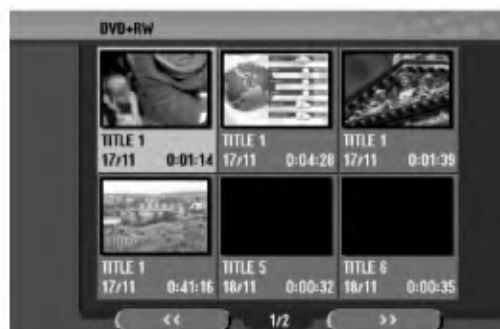 DVD+RW
TITLE 1
17/11 0:01:14
TITLE 1
17/11 0:04:28
TITLE 1
17/11 0:01:39
TITLE 1
17/11 0:41:16
TITLE 5
18/11 0:00:32
TITLE 6
18/11 0:00:35
<< 1/2 >>